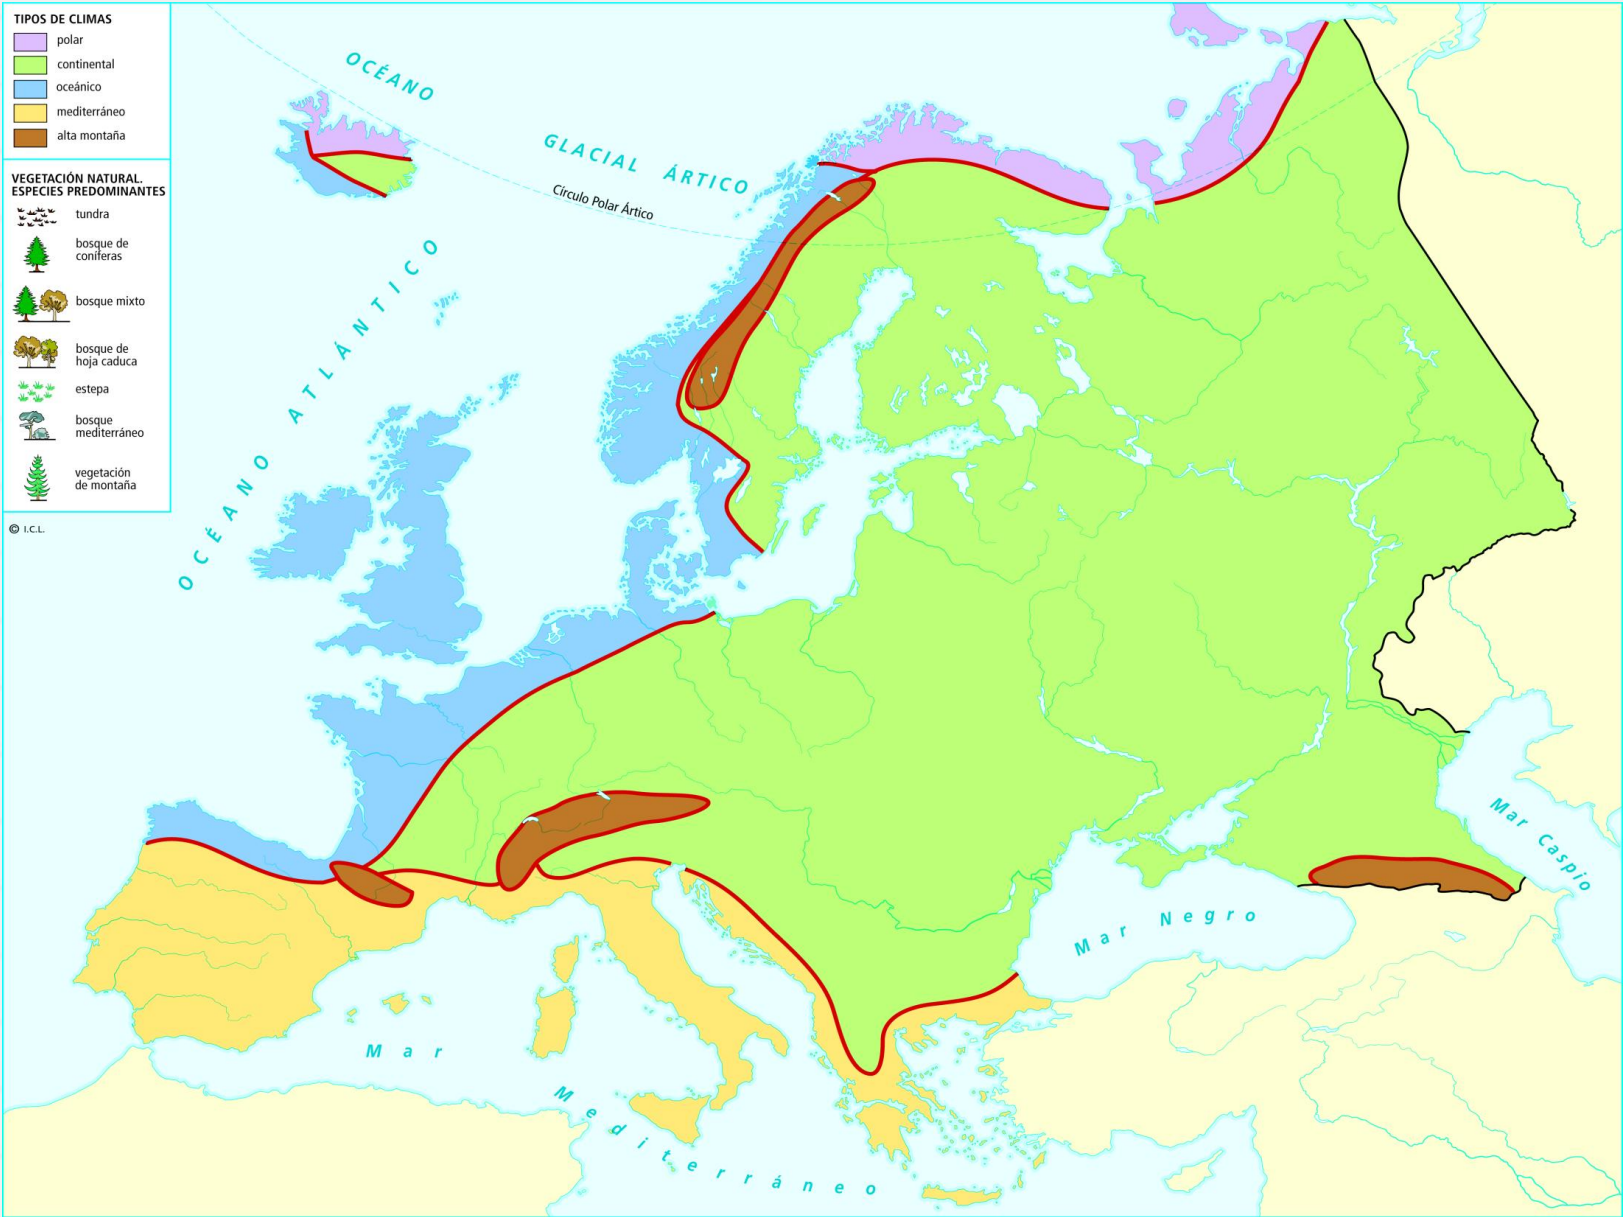 TIPOS DE CLIMAS
polar
continental
oceánico
mediterráneo
alta montaña
VEGETACIÓN NATURAL.
ESPECIES PREDOMINANTES
tundra
bosque de
coníferas
bosque mixto
bosque de
hoja caduca
estepa
bosque
mediterráneo
vegetación
de montaña
© I.C.L.
OCÉANO
GLACIAL ÁRTICO
Círculo Polar Ártico
OCÉANO ATLÁNTICO
Mar Caspio
Mar Negro
Mar
Mediterráneo